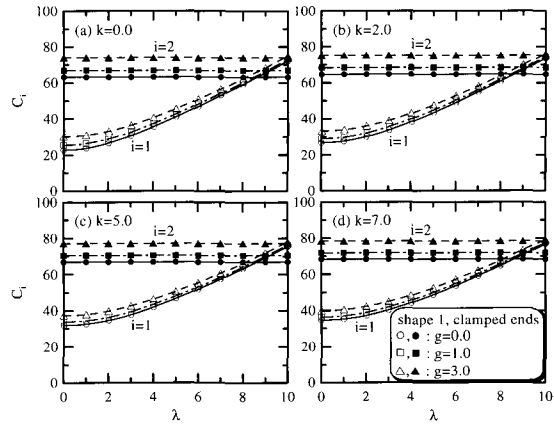 100
80
60
40
20
0
C_i
(a) k=0.0
i=2
i=1
(b) k=2.0
i=2
i=1
100
80
60
40
20
0
C_i
(c) k=5.0
i=2
i=1
0 2 4 6 8 10
λ
(d) k=7.0
i=2
i=1
shape 1, clamped ends
○,● : g=0.0
□,■ : g=1.0
△,▲ : g=3.0
0 2 4 6 8 10
λ